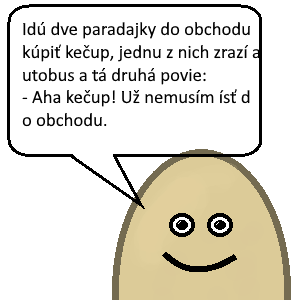 Idú dve paradajky do obchodu
kúpiť kečup, jednu z nich zrazí a
utobus a tá druhá povie:
- Aha kečup! Už nemusím ísť d
o obchodu.